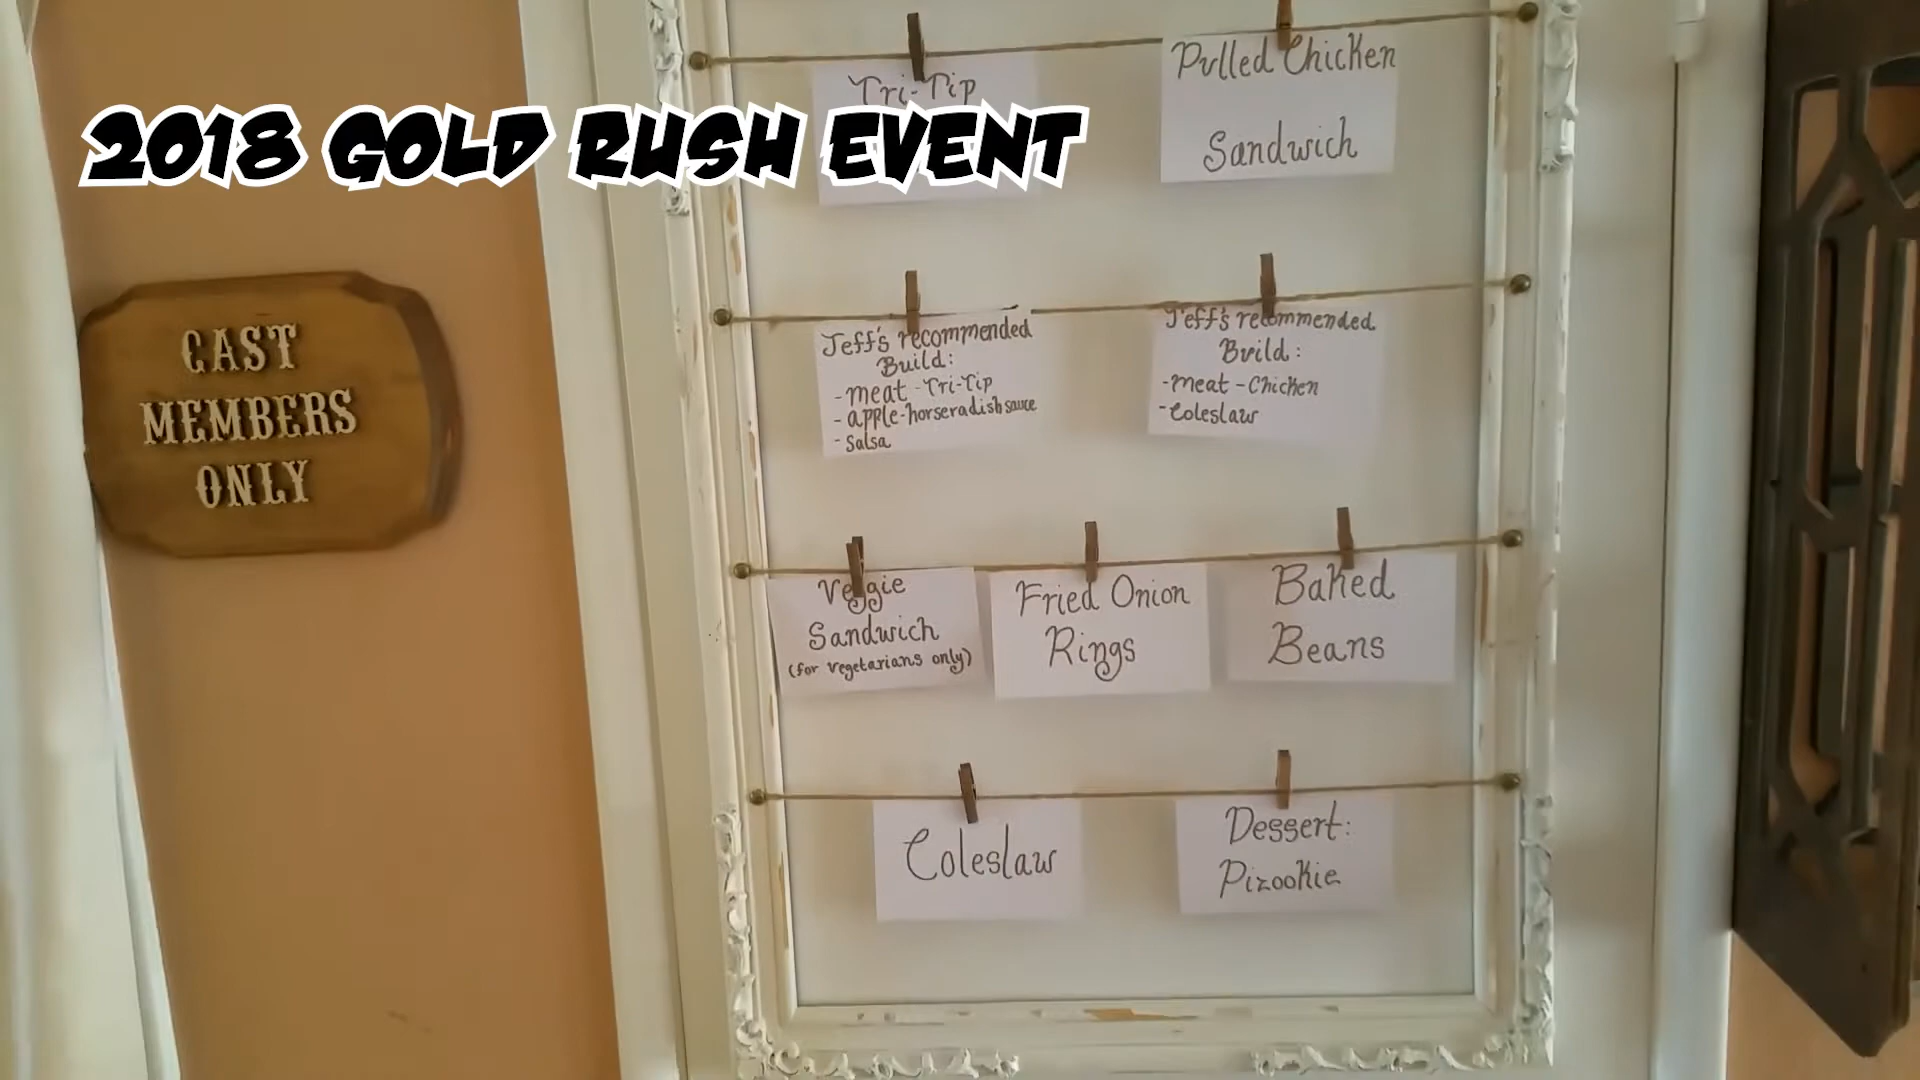 2018 GOLD RUSH EVENT
CAST
MEMBERS
ONLY
Tri-Tip
Pulled Chicken
Sandwich
Jeff's recommended
Build:
- meat - Tri-Tip
- apple-horseradish sauce
- Salsa
Jeff's recommended
Build:
- meat - Chicken
- Coleslaw
Veggie
Sandwich
(for vegetarians only)
Fried Onion
Rings
Baked
Beans
Coleslaw
Dessert:
Pizookie